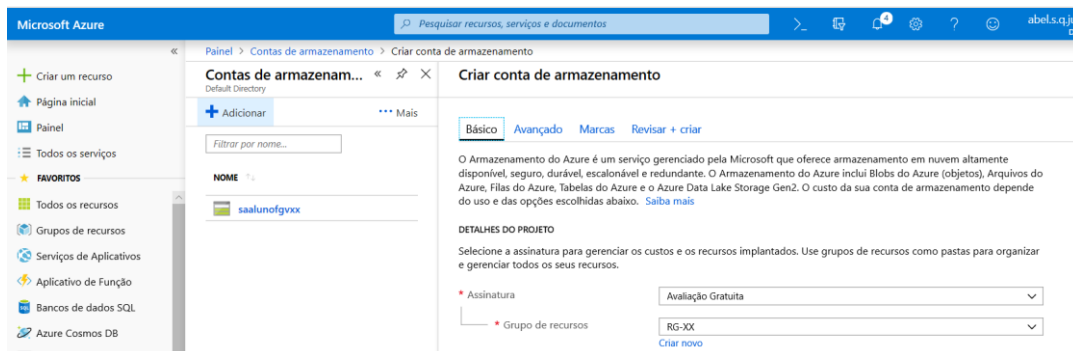 Microsoft Azure
Pesquisar recursos, serviços e documentos
4
abel.s.q.ju
Painel > Contas de armazenamento > Criar conta de armazenamento
Criar um recurso
Página inicial
Painel
Todos os serviços
FAVORITOS
Todos os recursos
Grupos de recursos
Serviços de Aplicativos
Aplicativo de Função
Bancos de dados SQL
Azure Cosmos DB
Contas de armazenam...
Default Directory
Adicionar
Mais
Filtrar por nome...
NOME
saalunofgvxx
Criar conta de armazenamento
Básico Avançado Marcas Revisar + criar
O Armazenamento do Azure é um serviço gerenciado pela Microsoft que oferece armazenamento em nuvem altamente
disponível, seguro, durável, escalonável e redundante. O Armazenamento do Azure inclui Blobs do Azure (objetos), Arquivos do
Azure, Filas do Azure, Tabelas do Azure e o Azure Data Lake Storage Gen2. O custo da sua conta de armazenamento depende
do uso e das opções escolhidas abaixo. Saiba mais
DETALHES DO PROJETO
Selecione a assinatura para gerenciar os custos e os recursos implantados. Use grupos de recursos como pastas para organizar
e gerenciar todos os seus recursos.
* Assinatura
Avaliação Gratuita
* Grupo de recursos
RG-XX
Criar novo